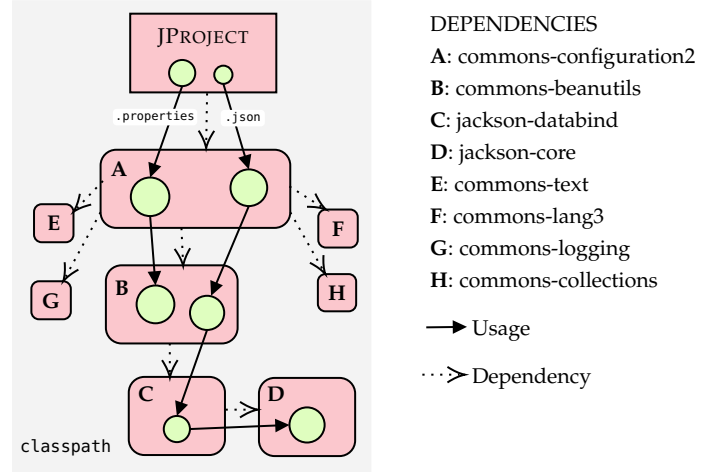 JPROJECT
.properties
.json
A
E
F
G
H
B
C
D
classpath
DEPENDENCIES
A: commons-configuration2
B: commons-beanutils
C: jackson-databind
D: jackson-core
E: commons-text
F: commons-lang3
G: commons-logging
H: commons-collections
Usage
Dependency